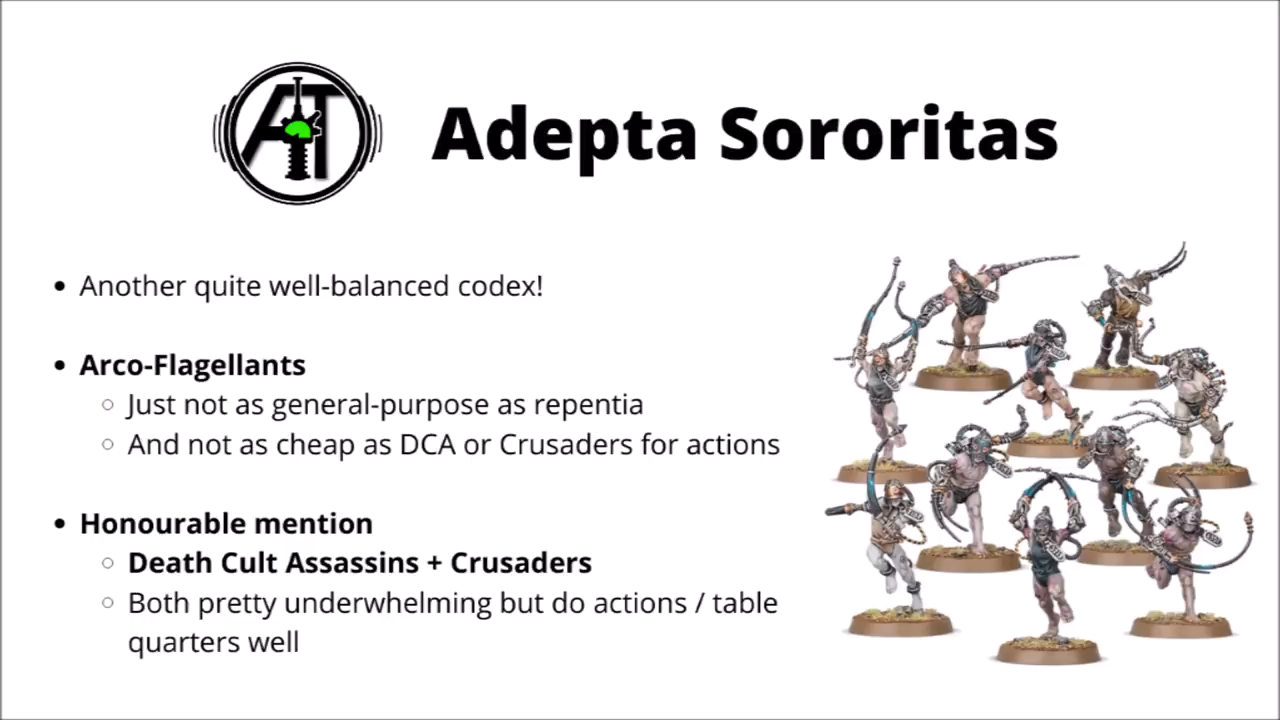 AT
Adepta Sororitas
• Another quite well-balanced codex!
• Arco-Flagellants
○ Just not as general-purpose as repentia
○ And not as cheap as DCA or Crusaders for actions
• Honourable mention
○ Death Cult Assassins + Crusaders
○ Both pretty underwhelming but do actions / table
quarters well